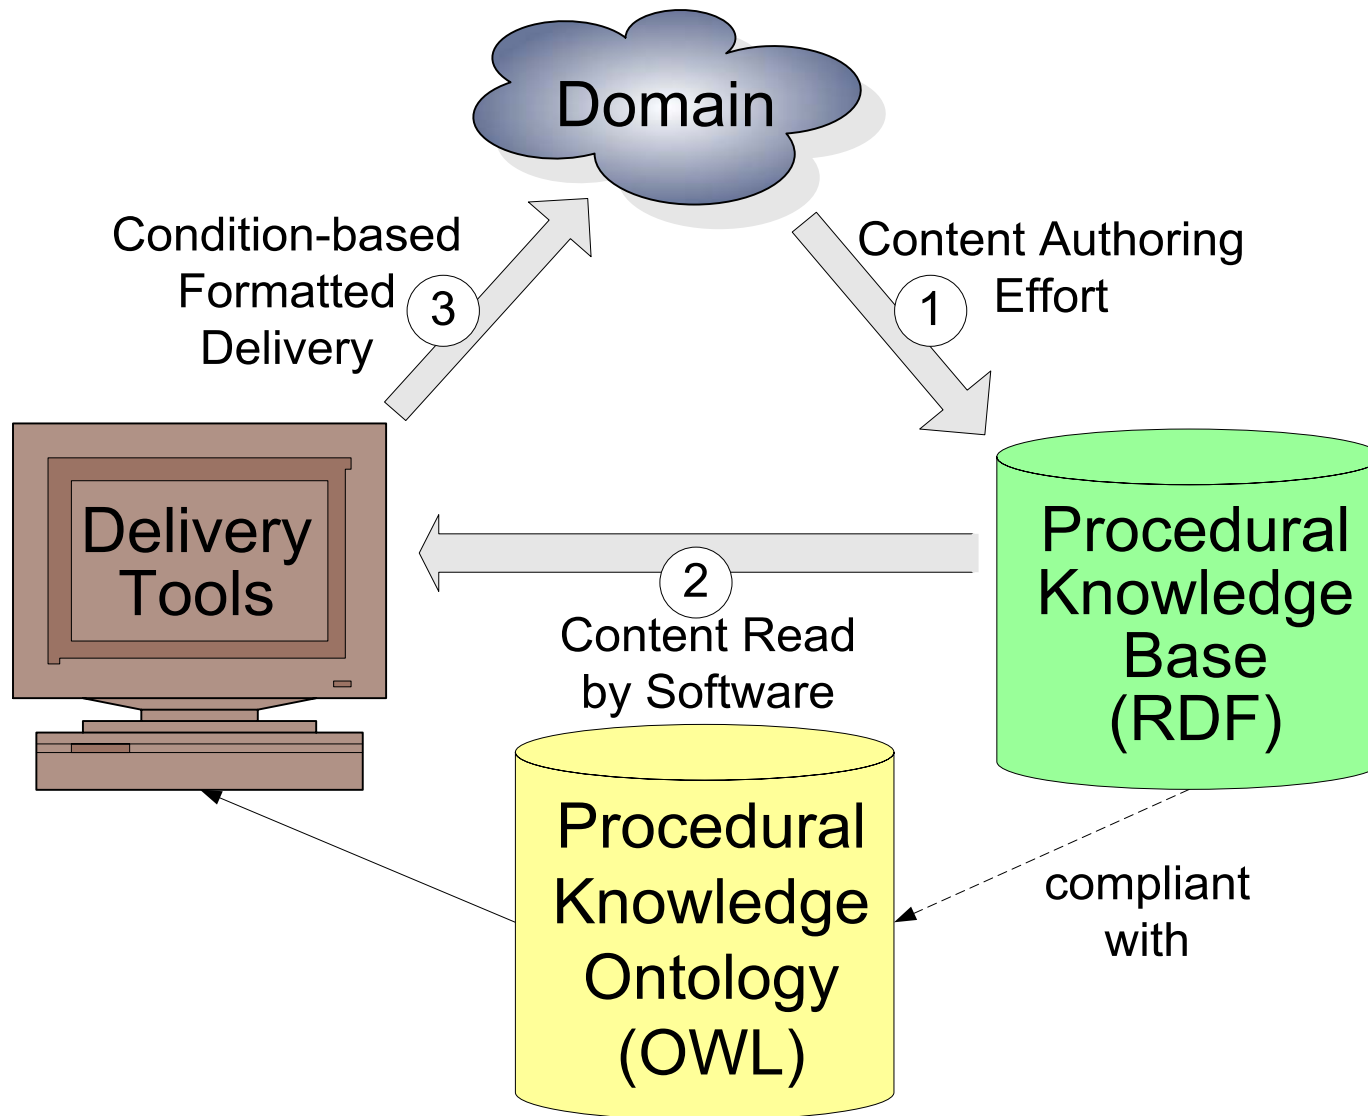 Domain
Condition-based
Formatted
Delivery
3
Content Authoring
Effort
1
Delivery
Tools
2
Content Read
by Software
Procedural
Knowledge
Base
(RDF)
Procedural
Knowledge
Ontology
(OWL)
compliant
with